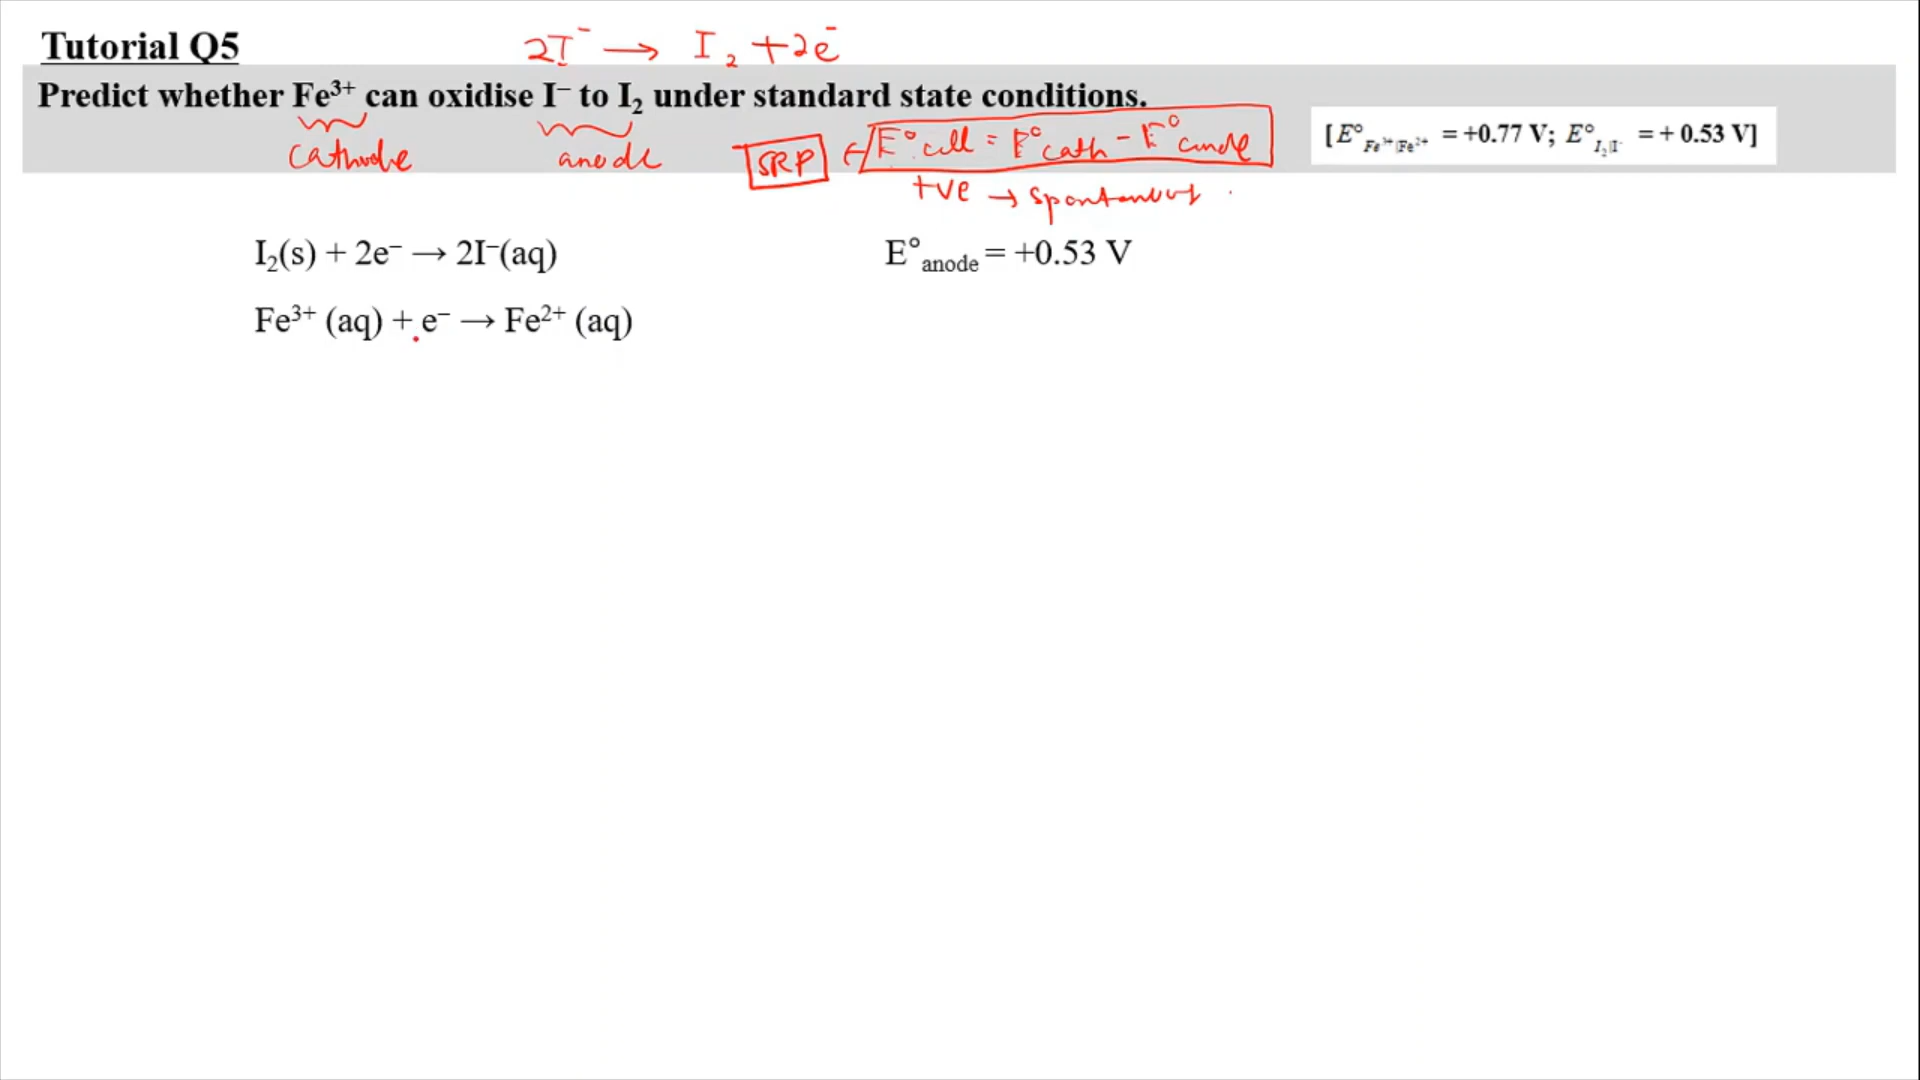 Tutorial Q5
2I⁻ → I₂ + 2e⁻
Predict whether Fe³⁺ can oxidise I⁻ to I₂ under standard state conditions.
cathode
anode
SRP
E° cell = E° cath - E° anode
[E° Fe³⁺|Fe²⁺ = +0.77 V; E° I₂|I⁻ = + 0.53 V]
+ve → spontaneous
I₂(s) + 2e⁻ → 2I⁻(aq) E°anode = +0.53 V
Fe³⁺ (aq) + e⁻ → Fe²⁺ (aq)